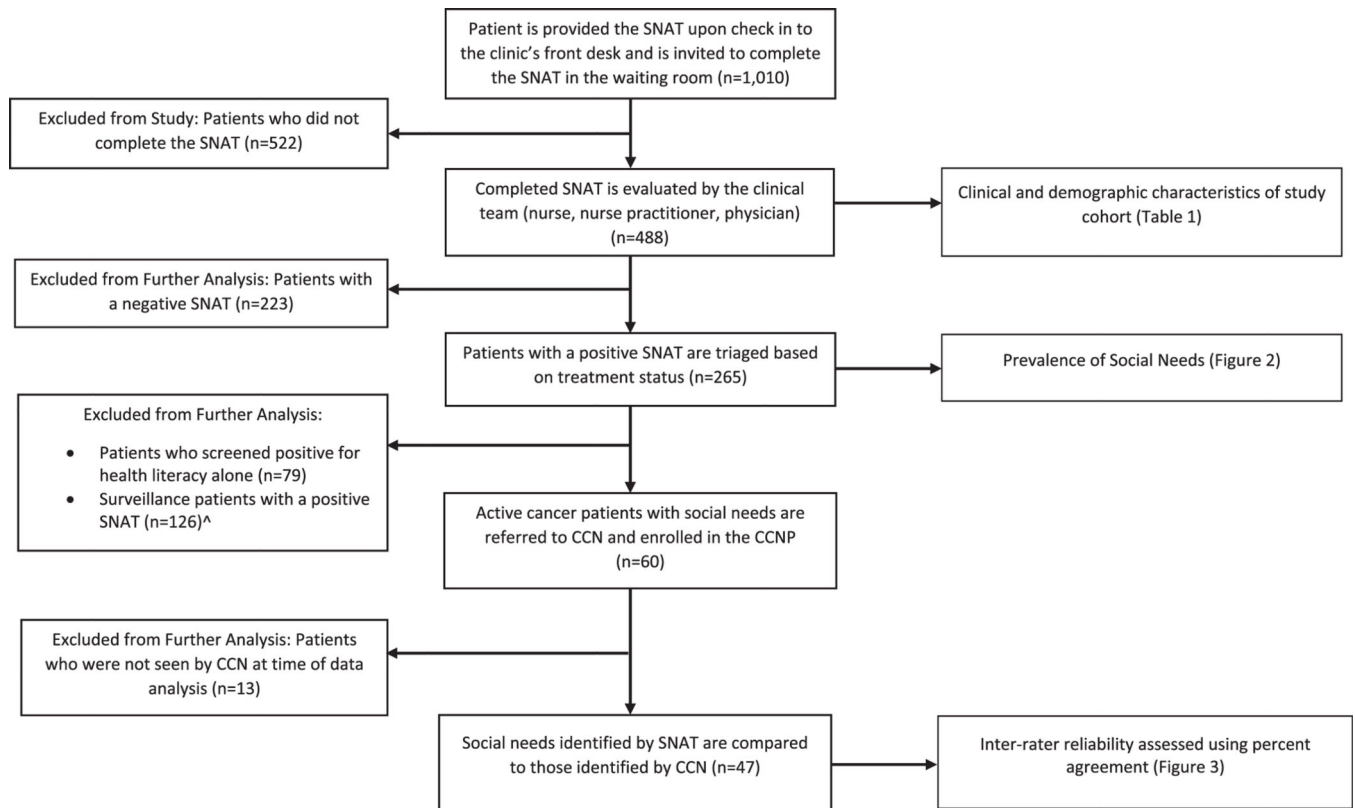 Patient is provided the SNAT upon check in to
the clinic's front desk and is invited to complete
the SNAT in the waiting room (n=1,010)
Excluded from Study: Patients who did not
complete the SNAT (n=522)
Completed SNAT is evaluated by the clinical
team (nurse, nurse practitioner, physician)
(n=488)
Clinical and demographic characteristics of study
cohort (Table 1)
Excluded from Further Analysis: Patients with
a negative SNAT (n=223)
Patients with a positive SNAT are triaged based
on treatment status (n=265)
Prevalence of Social Needs (Figure 2)
Excluded from Further Analysis:
• Patients who screened positive for
health literacy alone (n=79)
• Surveillance patients with a positive
SNAT (n=126)^
Active cancer patients with social needs are
referred to CCN and enrolled in the CCNP
(n=60)
Excluded from Further Analysis: Patients
who were not seen by CCN at time of data
analysis (n=13)
Social needs identified by SNAT are compared
to those identified by CCN (n=47)
Inter-rater reliability assessed using percent
agreement (Figure 3)